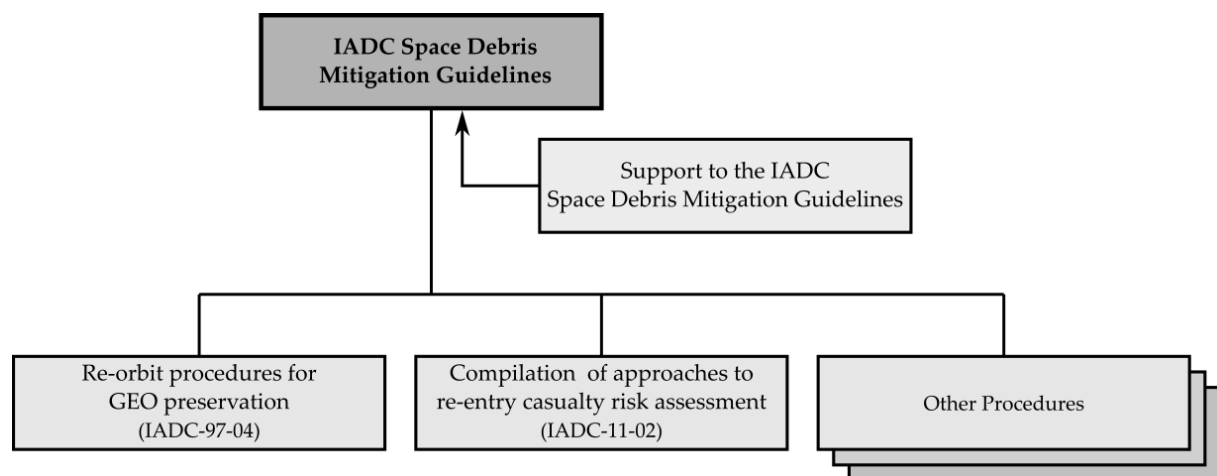 IADC Space Debris
Mitigation Guidelines
Support to the IADC
Space Debris Mitigation Guidelines
Re-orbit procedures for
GEO preservation
(IADC-97-04)
Compilation of approaches to
re-entry casualty risk assessment
(IADC-11-02)
Other Procedures